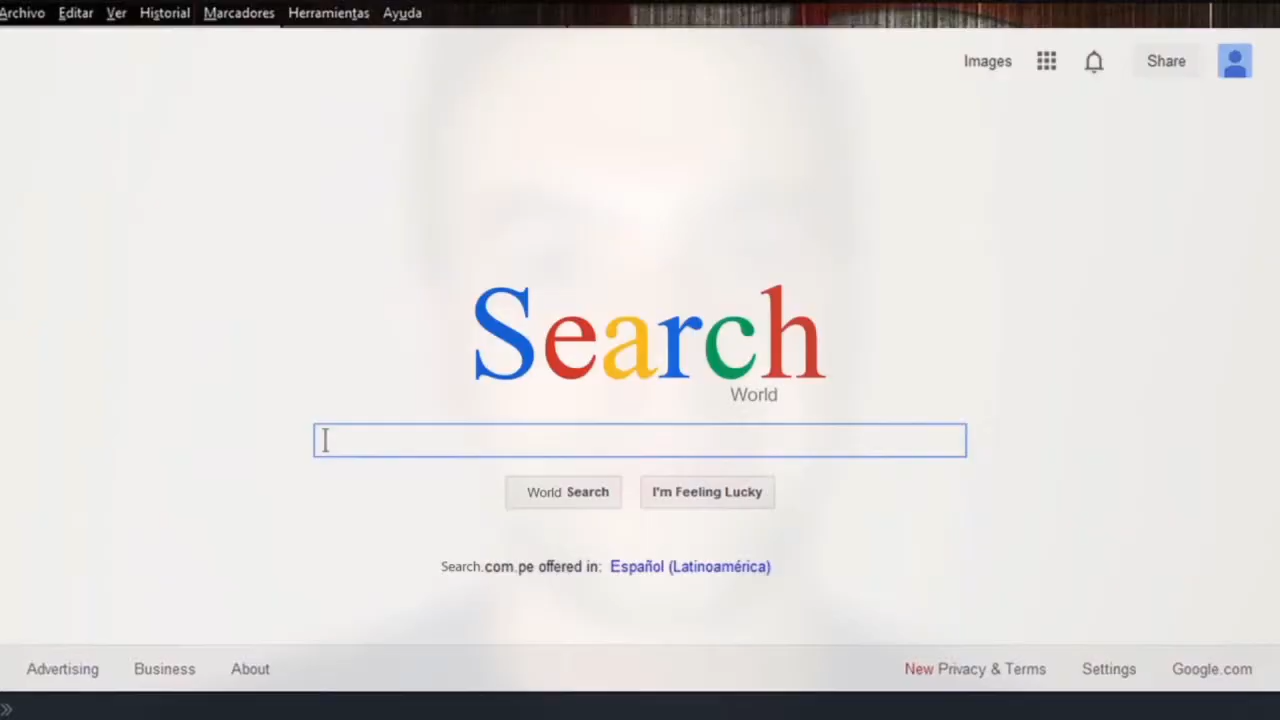 Archivo Editar Ver Historial Marcadores Herramientas Ayuda
Images Share
Search
World
World Search I'm Feeling Lucky
Search.com.pe offered in: Español (Latinoamérica)
Advertising Business About New Privacy & Terms Settings Google.com